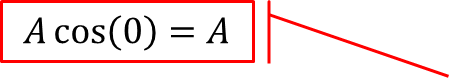 A cos(0) = A